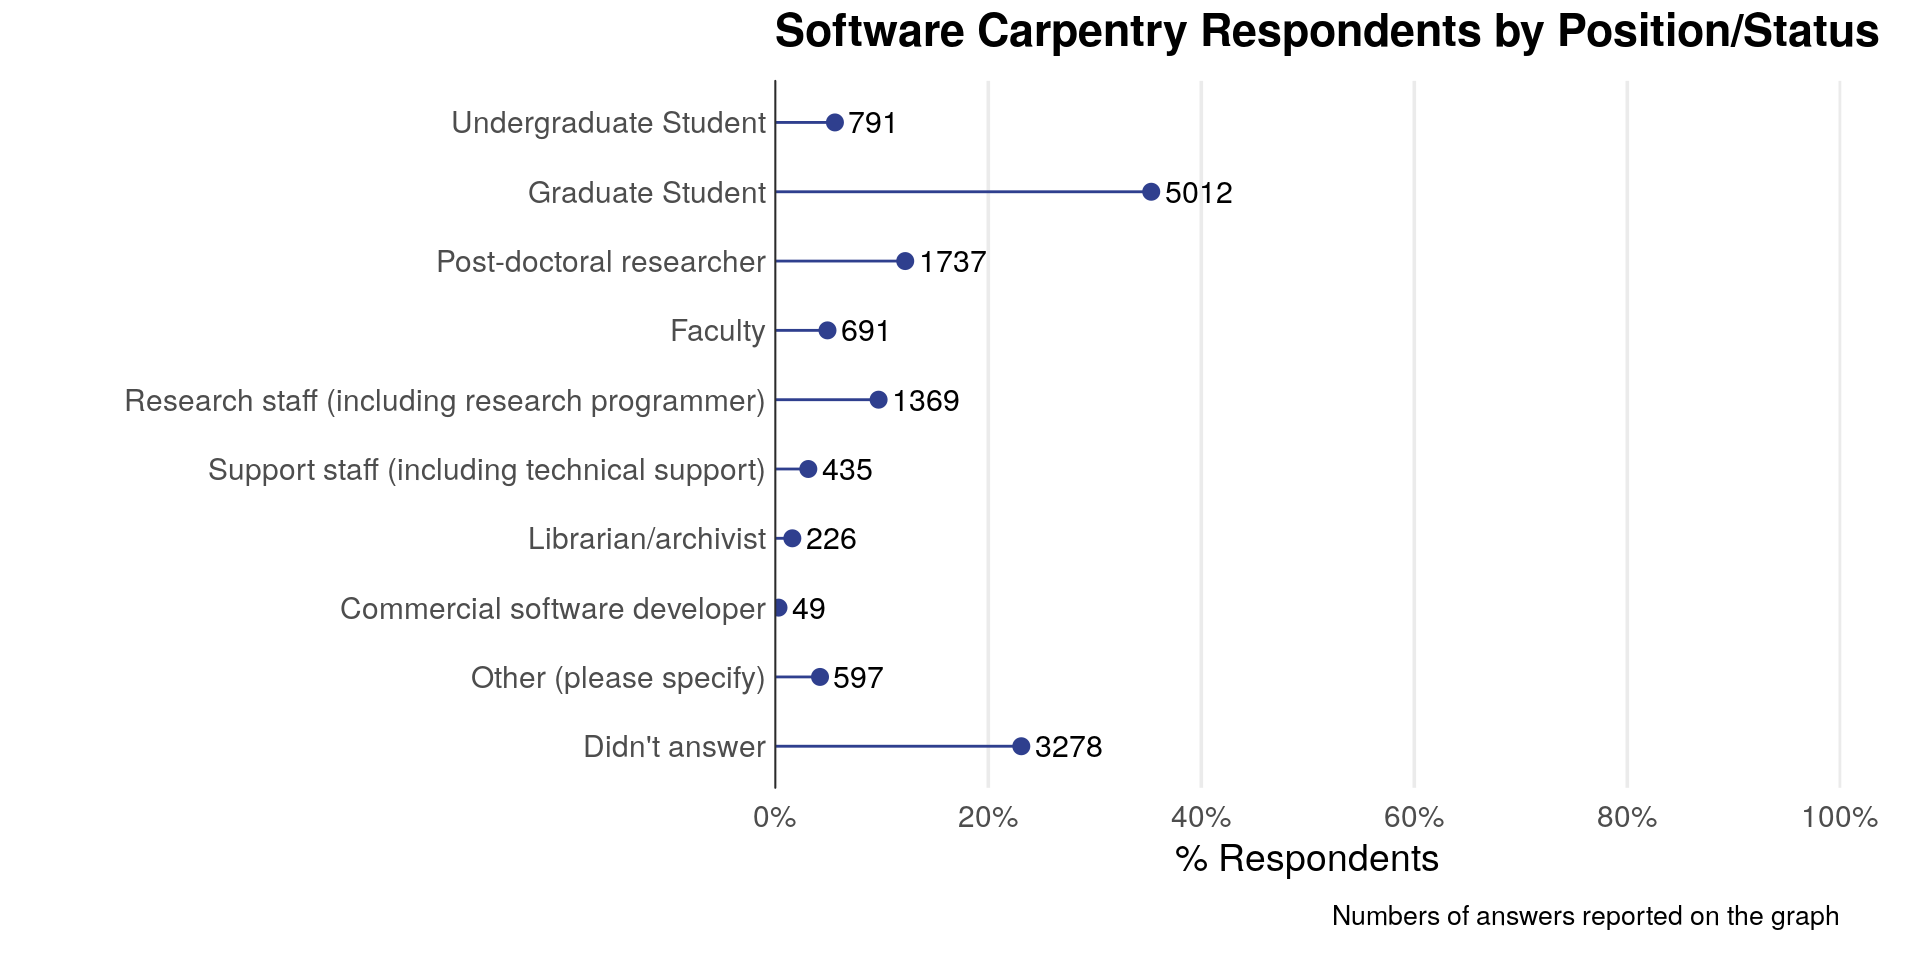 Software Carpentry Respondents by Position/Status
Undergraduate Student 791
Graduate Student 5012
Post-doctoral researcher 1737
Faculty 691
Research staff (including research programmer) 1369
Support staff (including technical support) 435
Librarian/archivist 226
Commercial software developer 49
Other (please specify) 597
Didn't answer 3278
0% 20% 40% 60% 80% 100%
% Respondents
Numbers of answers reported on the graph